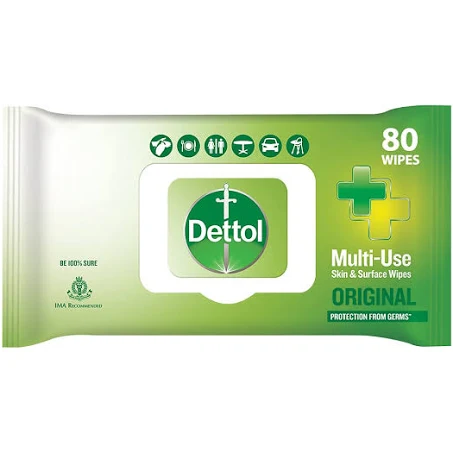 80
WIPES
Dettol
Multi-Use
Skin & Surface Wipes
ORIGINAL
PROTECTION FROM GERMS*
BE 100% SURE
IMA RECOMMENDED